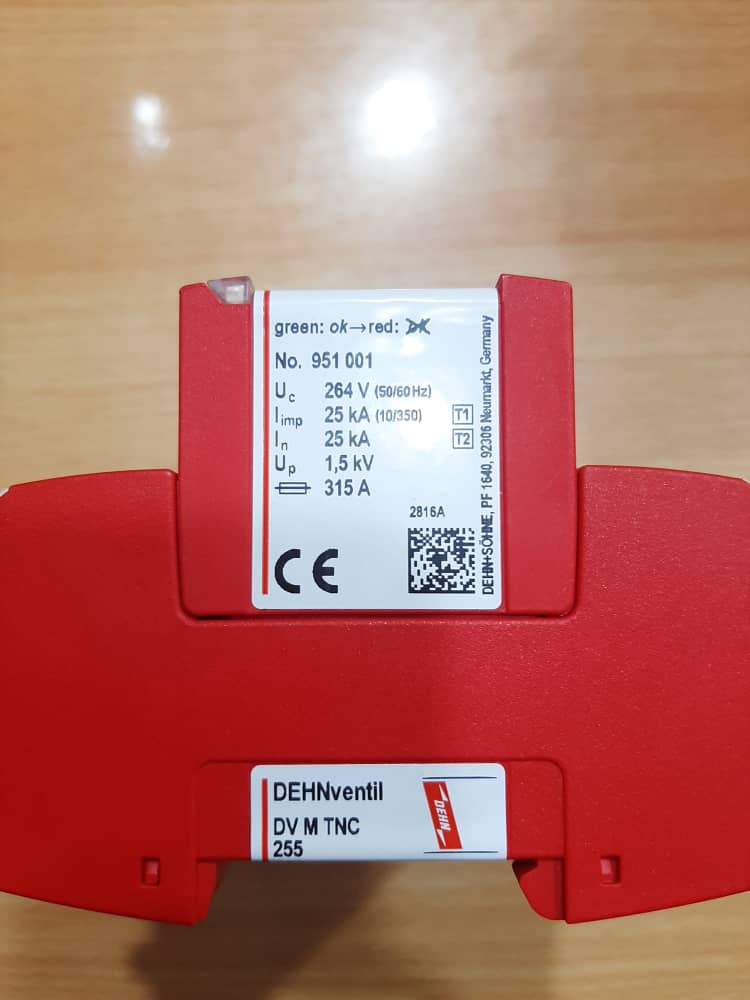 green: ok→red: ok
No. 951 001
Uc 264 V (50/60Hz)
Iimp 25 kA (10/350) T1
In 25 kA T2
Up 1,5 kV
315 A
2816A
CE
DEHN+SÖHNE, PF 1640, 92306 Neumarkt, Germany
DEHNventil
DV M TNC
255
DEHN